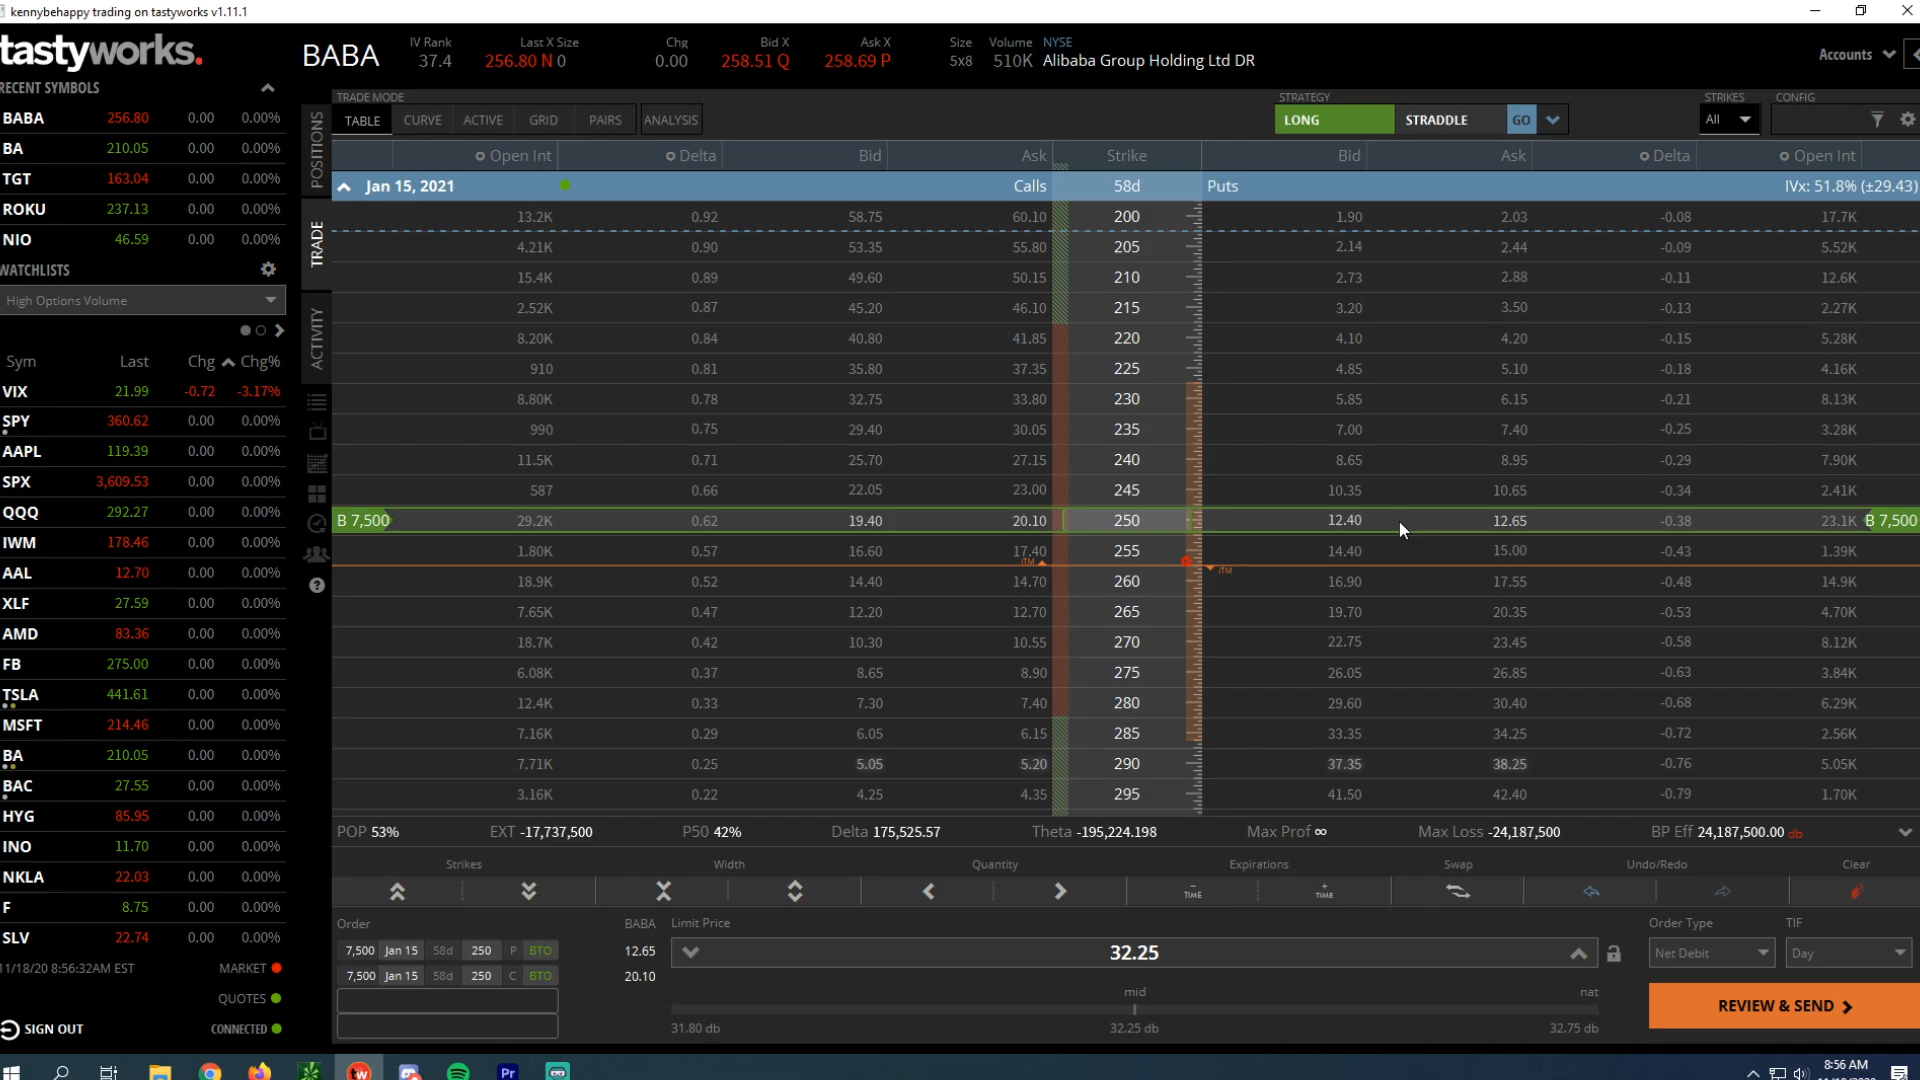 kennybehappy trading on tastyworks v1.11.1
tastyworks.
BABA
IV Rank 37.4
Last X Size 256.80 N 0
Chg 0.00
Bid X 258.51 Q
Ask X 258.69 P
Size 5x8
Volume 510K
NYSE
Alibaba Group Holding Ltd DR
Accounts
RECENT SYMBOLS
BABA 256.80 0.00 0.00%
BA 210.05 0.00 0.00%
TGT 163.04 0.00 0.00%
ROKU 237.13 0.00 0.00%
NIO 46.59 0.00 0.00%
WATCHLISTS
High Options Volume
Sym Last Chg Chg%
VIX 21.99 -0.72 -3.17%
SPY 360.62 0.00 0.00%
AAPL 119.39 0.00 0.00%
SPX 3,609.53 0.00 0.00%
QQQ 292.27 0.00 0.00%
IWM 178.46 0.00 0.00%
AAL 12.70 0.00 0.00%
XLF 27.59 0.00 0.00%
AMD 83.36 0.00 0.00%
FB 275.00 0.00 0.00%
TSLA 441.61 0.00 0.00%
MSFT 214.46 0.00 0.00%
BA 210.05 0.00 0.00%
BAC 27.55 0.00 0.00%
HYG 85.95 0.00 0.00%
INO 11.70 0.00 0.00%
NKLA 22.03 0.00 0.00%
F 8.75 0.00 0.00%
SLV 22.74 0.00 0.00%
11/18/20 8:56:32AM EST MARKET
QUOTES
SIGN OUT CONNECTED
POSITIONS
TRADE
ACTIVITY
TRADE MODE
TABLE CURVE ACTIVE GRID PAIRS ANALYSIS
STRATEGY
LONG STRADDLE GO
STRIKES
All
CONFIG
Open Int Delta Bid Ask Strike Bid Ask Delta Open Int
Jan 15, 2021 Calls 58d Puts IVx: 51.8% (±29.43)
13.2K 0.92 58.75 60.10 200 1.90 2.03 -0.08 17.7K
4.21K 0.90 53.35 55.80 205 2.14 2.44 -0.09 5.52K
15.4K 0.89 49.60 50.15 210 2.73 2.88 -0.11 12.6K
2.52K 0.87 45.20 46.10 215 3.20 3.50 -0.13 2.27K
8.20K 0.84 40.80 41.85 220 4.10 4.20 -0.15 5.28K
910 0.81 35.80 37.35 225 4.85 5.10 -0.18 4.16K
8.80K 0.78 32.75 33.80 230 5.85 6.15 -0.21 8.13K
990 0.75 29.40 30.05 235 7.00 7.40 -0.25 3.28K
11.5K 0.71 25.70 27.15 240 8.65 8.95 -0.29 7.90K
587 0.66 22.05 23.00 245 10.35 10.65 -0.34 2.41K
B 7,500 29.2K 0.62 19.40 20.10 250 12.40 12.65 -0.38 23.1K B 7,500
1.80K 0.57 16.60 17.40 255 14.40 15.00 -0.43 1.39K
ITM ITM
18.9K 0.52 14.40 14.70 260 16.90 17.55 -0.48 14.9K
7.65K 0.47 12.20 12.70 265 19.70 20.35 -0.53 4.70K
18.7K 0.42 10.30 10.55 270 22.75 23.45 -0.58 8.12K
6.08K 0.37 8.65 8.90 275 26.05 26.85 -0.63 3.84K
12.4K 0.33 7.30 7.40 280 29.60 30.40 -0.68 6.29K
7.16K 0.29 6.05 6.15 285 33.35 34.25 -0.72 2.56K
7.71K 0.25 5.05 5.20 290 37.35 38.25 -0.76 5.05K
3.16K 0.22 4.25 4.35 295 41.50 42.40 -0.79 1.70K
POP 53% EXT -17,737,500 P50 42% Delta 175,525.57 Theta -195,224.198 Max Prof ∞ Max Loss -24,187,500 BP Eff 24,187,500.00 db
Strikes Width Quantity Expirations Swap Undo/Redo Clear
- TIME + TIME
Order BABA Limit Price Order Type TIF
7,500 Jan 15 58d 250 P BTO 12.65 32.25 Net Debit Day
7,500 Jan 15 58d 250 C BTO 20.10
mid nat
31.80 db 32.25 db 32.75 db
REVIEW & SEND
tw Pr
8:56 AM